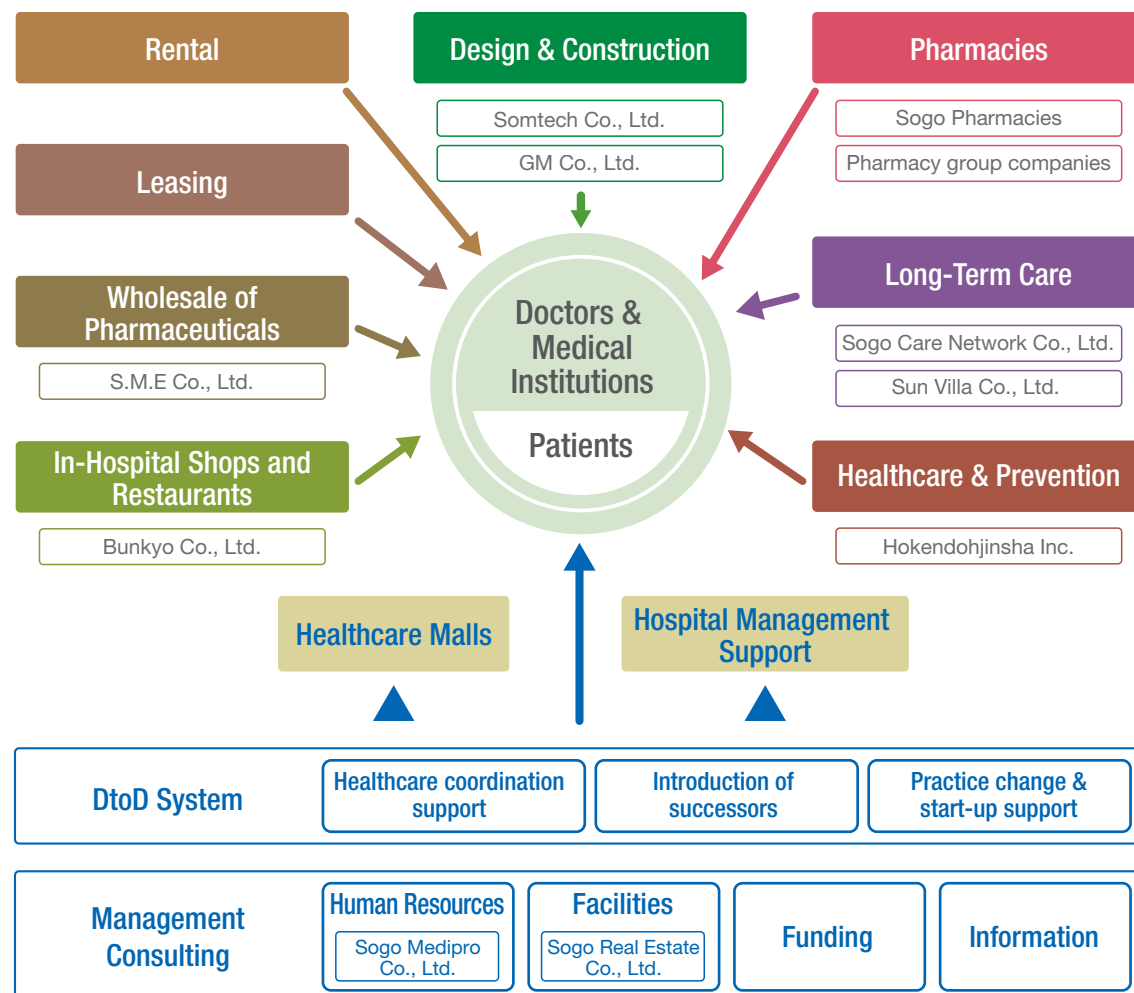 Rental
Leasing
Wholesale of
Pharmaceuticals
S.M.E Co., Ltd.
In-Hospital Shops and
Restaurants
Bunkyo Co., Ltd.
Design & Construction
Somtech Co., Ltd.
GM Co., Ltd.
Doctors &
Medical
Institutions
Patients
Pharmacies
Sogo Pharmacies
Pharmacy group companies
Long-Term Care
Sogo Care Network Co., Ltd.
Sun Villa Co., Ltd.
Healthcare & Prevention
Hokendohjinsha Inc.
Healthcare Malls
Hospital Management
Support
DtoD System
Healthcare coordination
support
Introduction of
successors
Practice change &
start-up support
Management
Consulting
Human Resources
Sogo Medipro
Co., Ltd.
Facilities
Sogo Real Estate
Co., Ltd.
Funding
Information